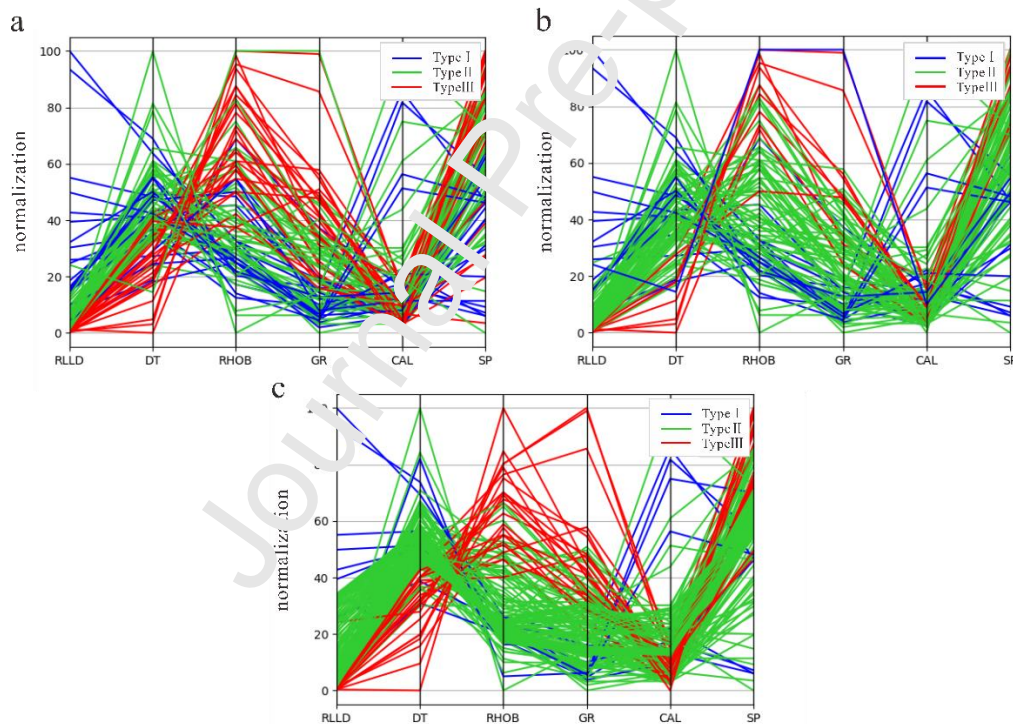 a
normalization
100
80
60
40
20
0
RLLD DT RHOB GR CAL SP
Type I
Type II
TypeIII
b
normalization
80
60
40
20
0
RLLD DT RHOB GR CAL SP
Type I
Type II
TypeIII
c
normalization
60
40
20
0
RLLD DT RHOB GR CAL SP
Type I
Type II
TypeIII
Journal Pre-p